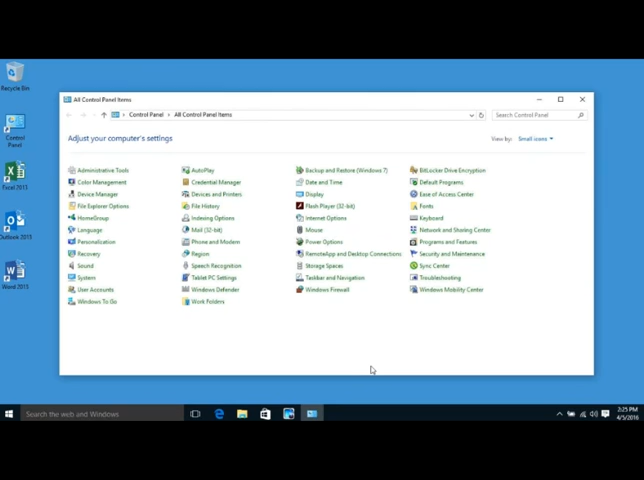 Recycle Bin
Control Panel
Excel 2013
Outlook 2013
Word 2013
All Control Panel Items
Control Panel All Control Panel Items
Search Control Panel
Adjust your computer's settings
View by: Small icons
Administrative Tools AutoPlay Backup and Restore (Windows 7) BitLocker Drive Encryption
Color Management Credential Manager Date and Time Default Programs
Device Manager Devices and Printers Display Ease of Access Center
File Explorer Options File History Flash Player (32-bit) Fonts
HomeGroup Indexing Options Internet Options Keyboard
Language Mail (32-bit) Mouse Network and Sharing Center
Personalization Phone and Modem Power Options Programs and Features
Recovery Region RemoteApp and Desktop Connections Security and Maintenance
Sound Speech Recognition Storage Spaces Sync Center
System Tablet PC Settings Taskbar and Navigation Troubleshooting
User Accounts Windows Defender Windows Firewall Windows Mobility Center
Windows To Go Work Folders
Search the web and Windows
2:25 PM
4/5/2016